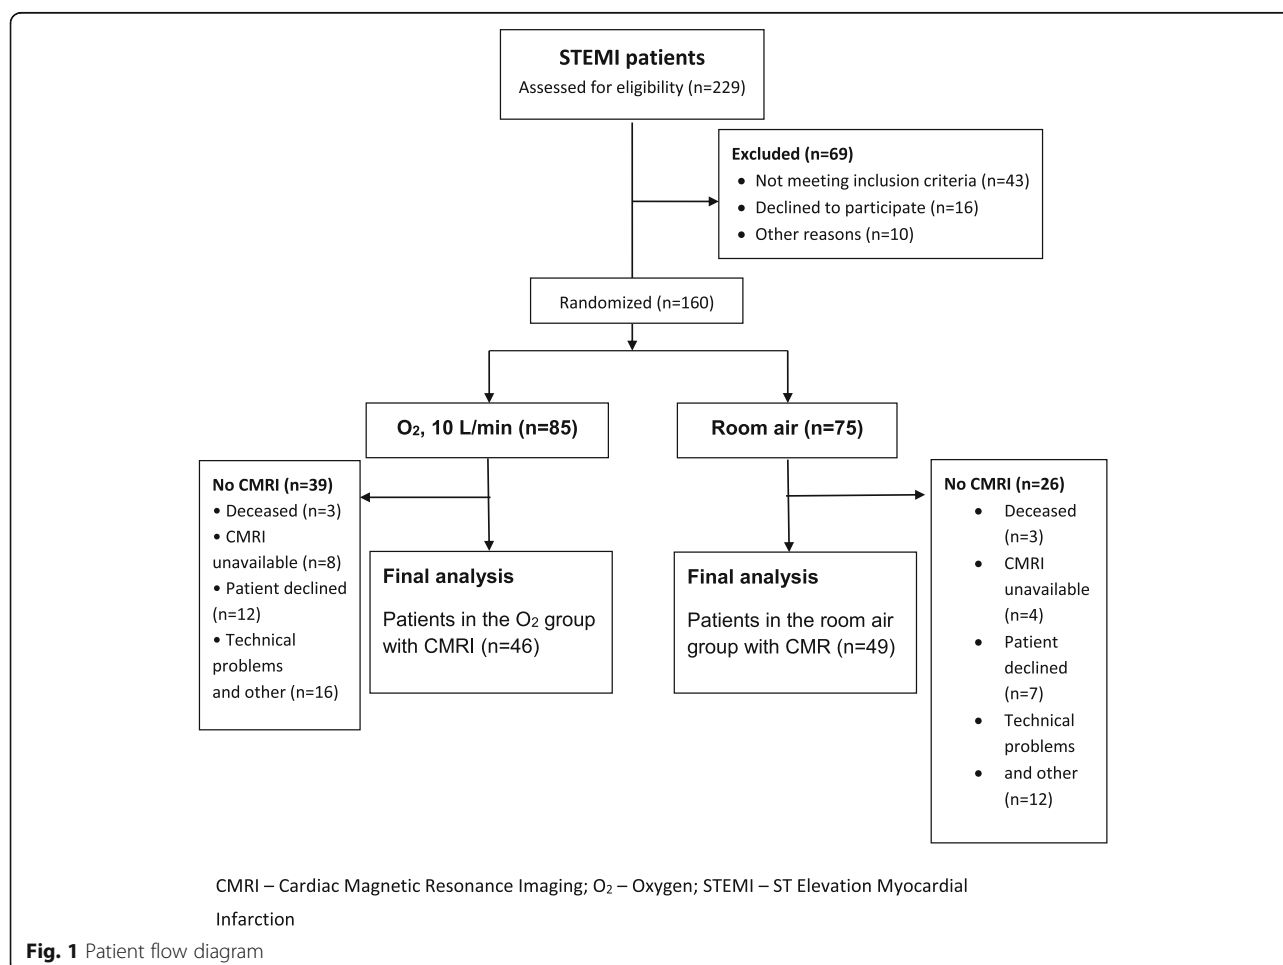 STEMI patients
Assessed for eligibility (n=229)
Excluded (n=69)
• Not meeting inclusion criteria (n=43)
• Declined to participate (n=16)
• Other reasons (n=10)
Randomized (n=160)
O₂, 10 L/min (n=85)
Room air (n=75)
No CMRI (n=39)
• Deceased (n=3)
• CMRI
unavailable (n=8)
• Patient declined
(n=12)
• Technical
problems
and other (n=16)
Final analysis
Patients in the O₂ group
with CMRI (n=46)
Final analysis
Patients in the room air
group with CMR (n=49)
No CMRI (n=26)
• Deceased
(n=3)
• CMRI
unavailable
(n=4)
• Patient
declined
(n=7)
• Technical
problems
• and other
(n=12)
CMRI – Cardiac Magnetic Resonance Imaging; O₂ – Oxygen; STEMI – ST Elevation Myocardial
Infarction
Fig. 1 Patient flow diagram